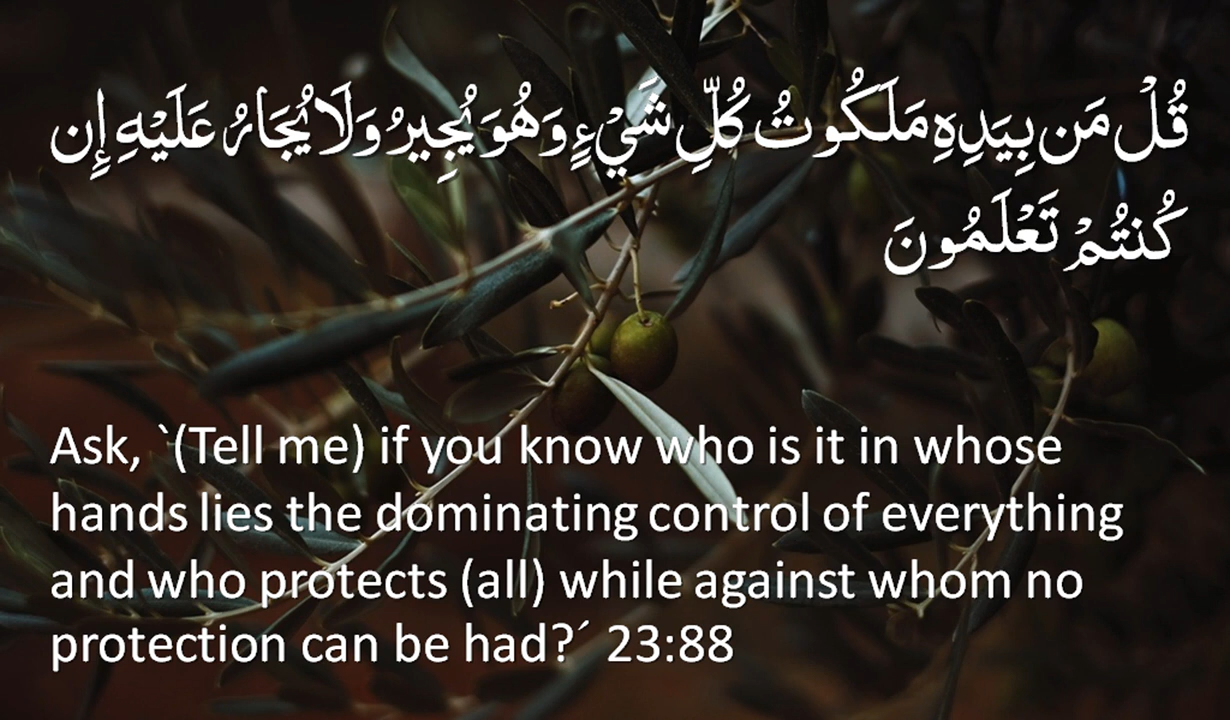 قُلْ مَن بِيَدِهِ مَلَكُوتُ كُلِّ شَيْءٍ وَهُوَ يُجِيرُ وَلَا يُجَارُ عَلَيْهِ إِن
كُنتُمْ تَعْلَمُونَ
Ask, `(Tell me) if you know who is it in whose
hands lies the dominating control of everything
and who protects (all) while against whom no
protection can be had?´ 23:88